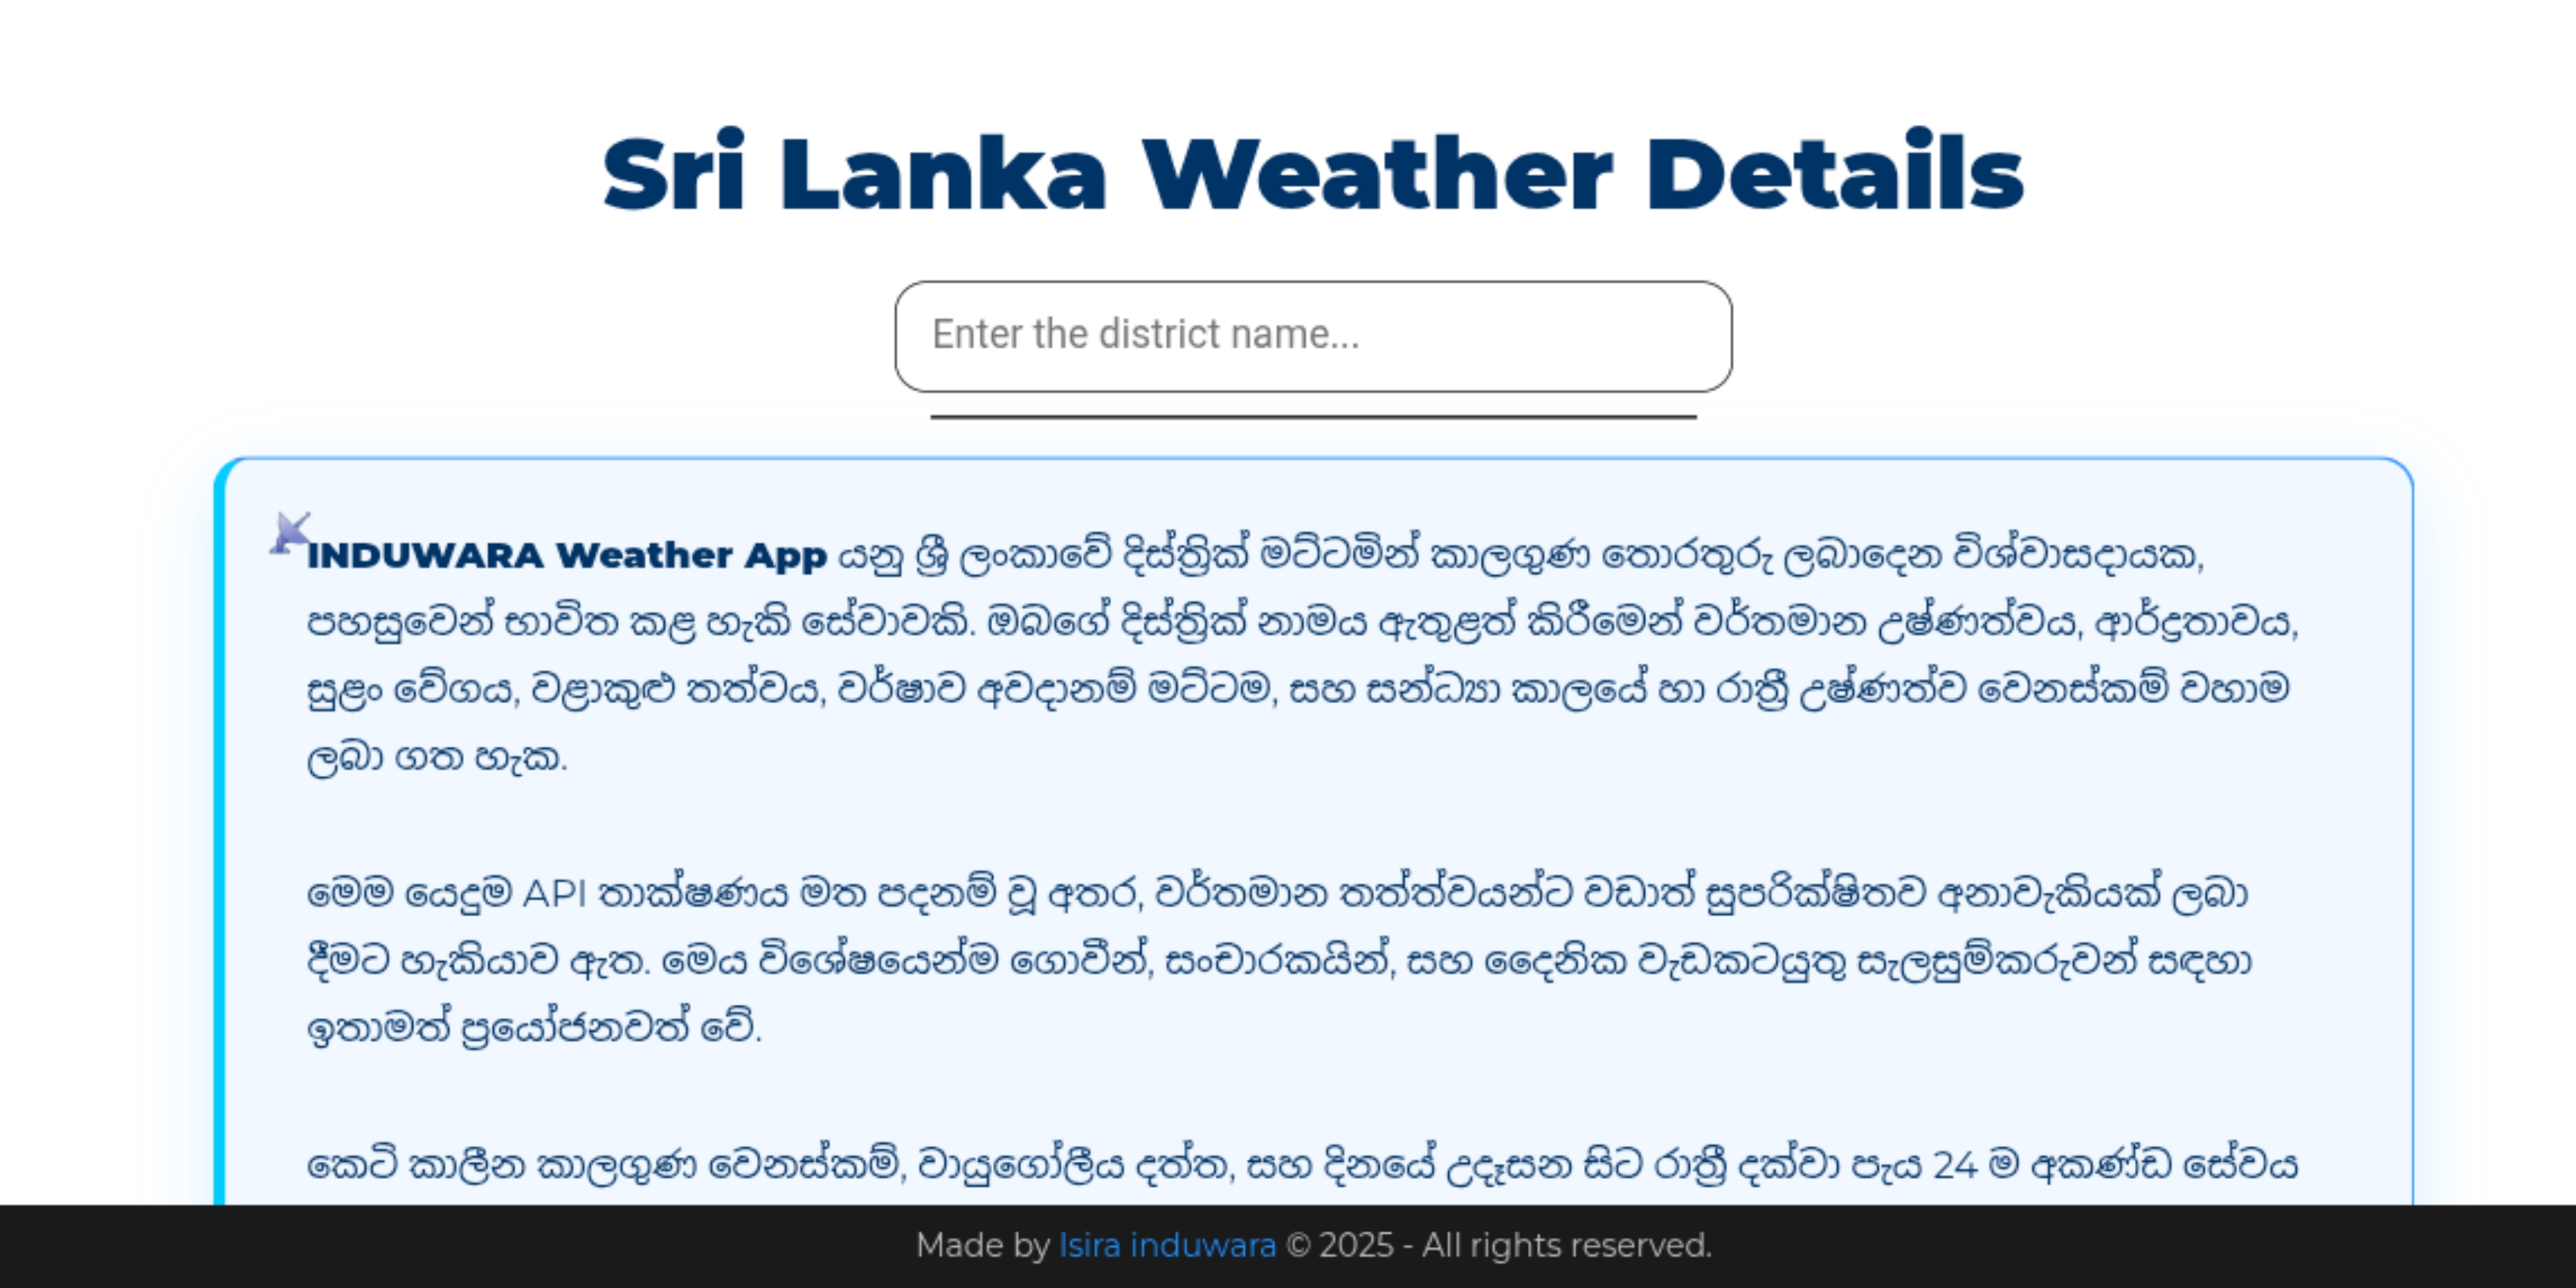 Sri Lanka Weather Details
Enter the district name...
INDUWARA Weather App යනු ශ්‍රී ලංකාවේ දිස්ත්‍රික් මට්ටමින් කාලගුණ තොරතුරු ලබාදෙන විශ්වාසදායක,
පහසුවෙන් භාවිත කළ හැකි සේවාවකි. ඔබගේ දිස්ත්‍රික් නාමය ඇතුළත් කිරීමෙන් වර්තමාන උෂ්ණත්වය, ආර්ද්‍රතාවය,
සුළං වේගය, වළාකුළු තත්වය, වර්ෂාව අවදානම් මට්ටම, සහ සන්ධ්‍යා කාලයේ හා රාත්‍රී උෂ්ණත්ව වෙනස්කම් වහාම
ලබා ගත හැක.
මෙම යෙදුම API තාක්ෂණය මත පදනම් වූ අතර, වර්තමාන තත්ත්වයන්ට වඩාත් සුපරික්ෂිතව අනාවැකියක් ලබා
දීමට හැකියාව ඇත. මෙය විශේෂයෙන්ම ගොවීන්, සංචාරකයින්, සහ දෛනික වැඩකටයුතු සැලසුම්කරුවන් සඳහා
ඉතාමත් ප්‍රයෝජනවත් වේ.
කෙටි කාලීන කාලගුණ වෙනස්කම්, වායුගෝලීය දත්ත, සහ දිනයේ උදෑසන සිට රාත්‍රී දක්වා පැය 24 ම අකණ්ඩ සේවය
Made by Isira induwara © 2025 - All rights reserved.